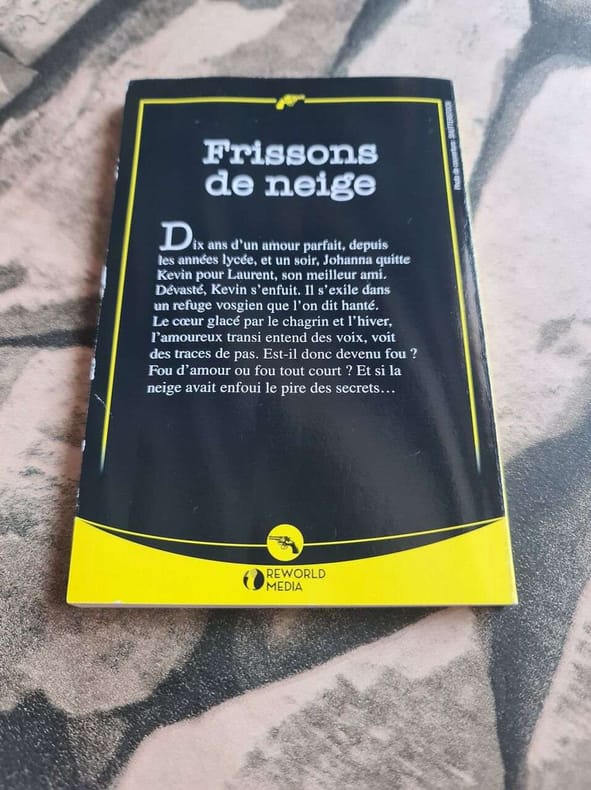 Photo de couverture : SHUTTERSTOCK
Frissons
de neige
Dix ans d'un amour parfait, depuis
les années lycée, et un soir, Johanna quitte
Kevin pour Laurent, son meilleur ami.
Dévasté, Kevin s'enfuit. Il s'exile dans
un refuge vosgien que l'on dit hanté.
Le cœur glacé par le chagrin et l'hiver,
l'amoureux transi entend des voix, voit
des traces de pas. Est-il donc devenu fou ?
Fou d'amour ou fou tout court ? Et si la
neige avait enfoui le pire des secrets…
REWORLD
MEDIA